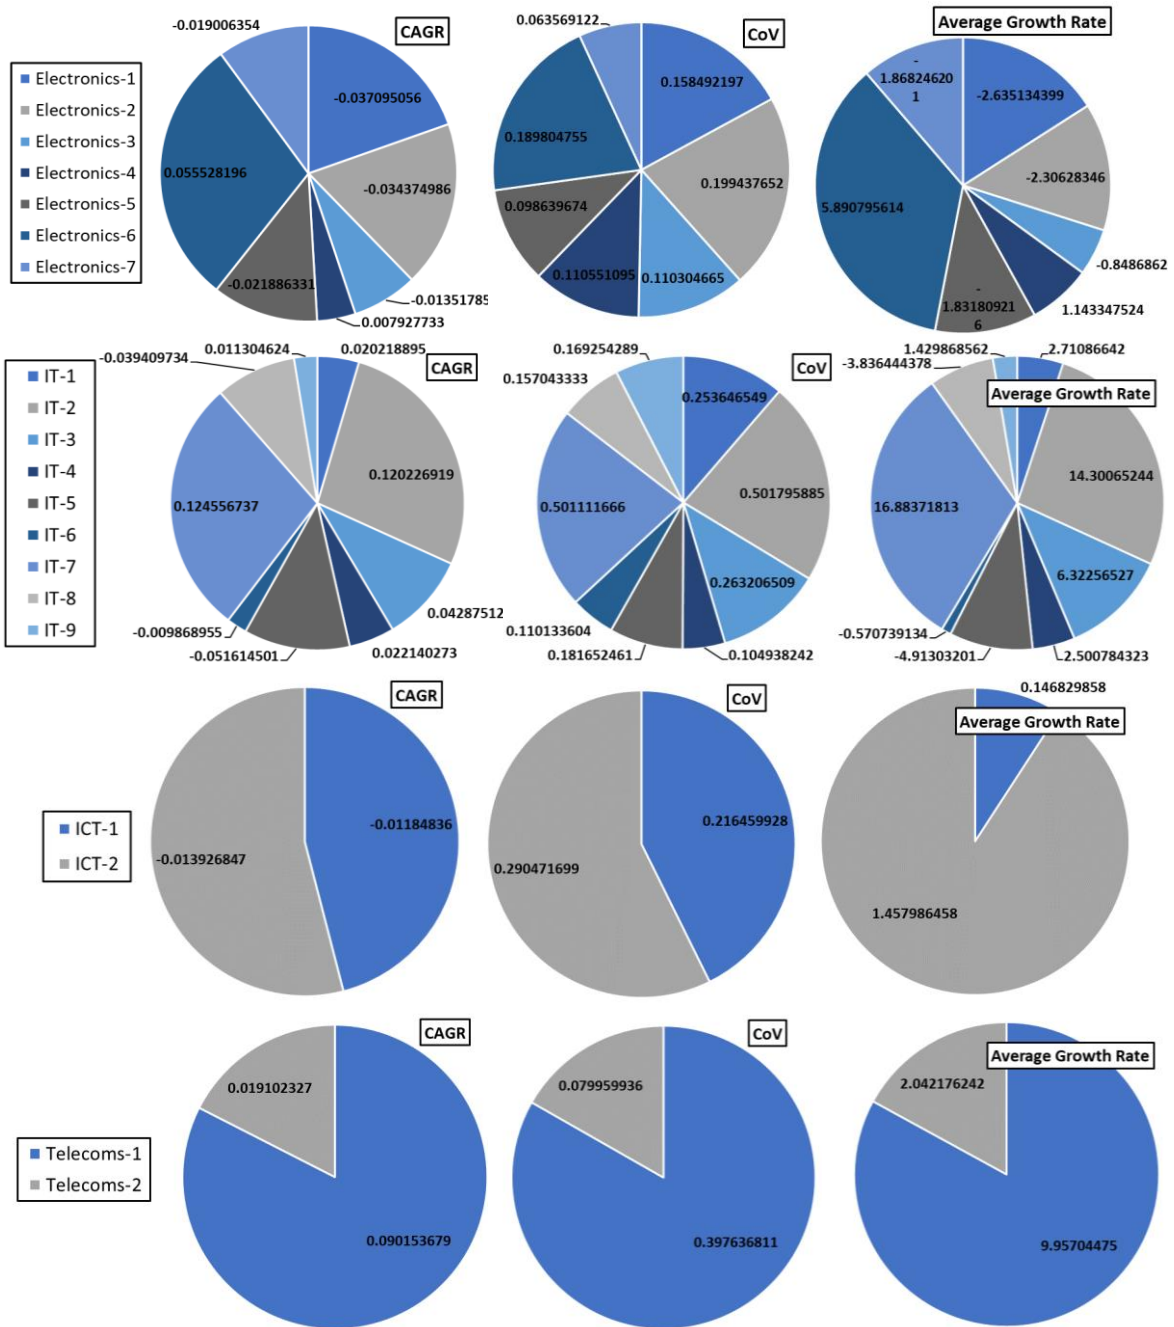 -0.019006354
CAGR
-0.037095056
-0.034374986
-0.01351785
0.007927733
-0.021886331
0.055528196
0.063569122
CoV
0.158492197
0.199437652
0.110304665
0.110551095
0.098639674
0.189804755
Average Growth Rate
-
1.86824620
1
-2.635134399
-2.30628346
-0.8486862
1.143347524
-
1.83180921
6
5.890795614
Electronics-1
Electronics-2
Electronics-3
Electronics-4
Electronics-5
Electronics-6
Electronics-7
IT-1
IT-2
IT-3
IT-4
IT-5
IT-6
IT-7
IT-8
IT-9
-0.039409734
0.011304624
0.020218895
CAGR
0.120226919
0.04287512
0.022140273
-0.051614501
-0.009868955
0.124556737
0.169254289
0.157043333
CoV
0.253646549
0.501795885
0.263206509
0.104938242
0.181652461
0.110133604
0.501111666
1.429868562
-3.836444378
2.71086642
Average Growth Rate
14.30065244
6.32256527
2.500784323
-4.91303201
-0.570739134
16.88371813
ICT-1
ICT-2
CAGR
-0.01184836
-0.013926847
CoV
0.216459928
0.290471699
0.146829858
Average Growth Rate
1.457986458
Telecoms-1
Telecoms-2
CAGR
0.019102327
0.090153679
CoV
0.079959936
0.397636811
Average Growth Rate
2.042176242
9.95704475